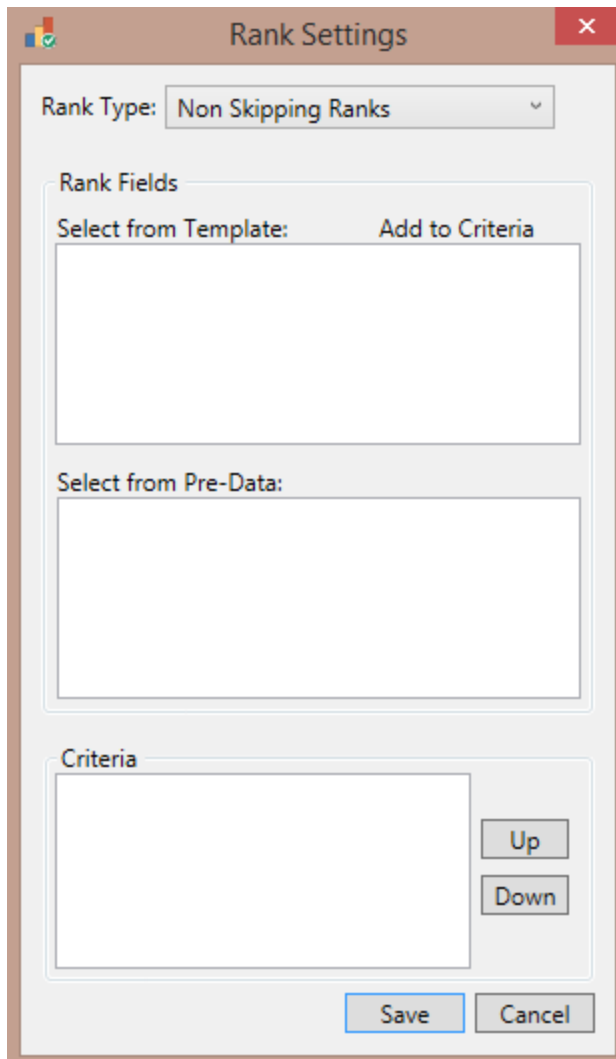 Rank Settings
Rank Type: Non Skipping Ranks
Rank Fields
Select from Template: Add to Criteria
Select from Pre-Data:
Criteria
Up
Down
Save Cancel